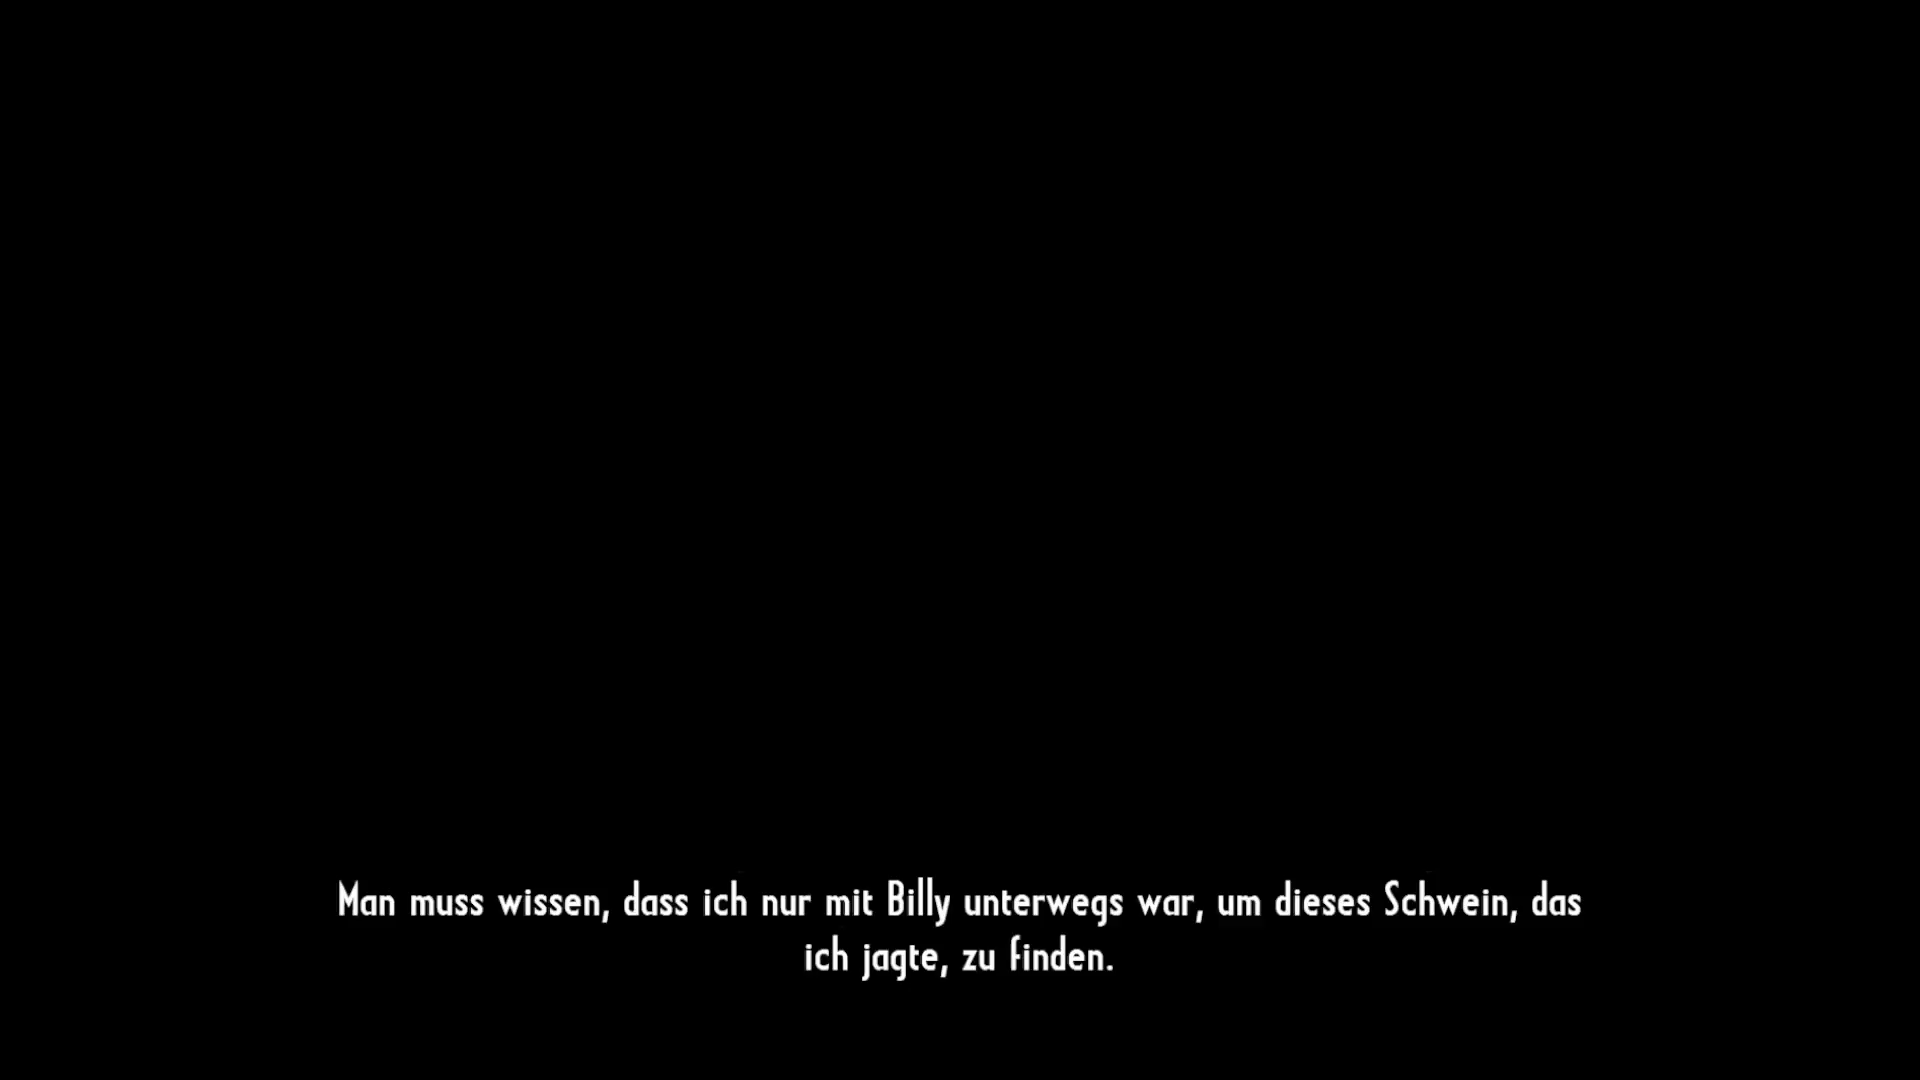 Man muss wissen, dass ich nur mit Billy unterwegs war, um dieses Schwein, das
ich jagte, zu finden.